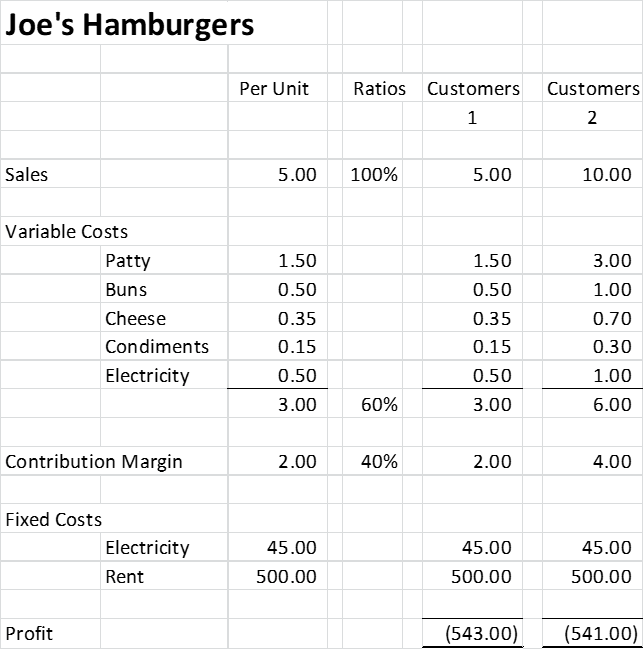 Joe's Hamburgers
Per Unit Ratios Customers Customers
1 2
Sales 5.00 100% 5.00 10.00
Variable Costs
Patty 1.50 1.50 3.00
Buns 0.50 0.50 1.00
Cheese 0.35 0.35 0.70
Condiments 0.15 0.15 0.30
Electricity 0.50 0.50 1.00
3.00 60% 3.00 6.00
Contribution Margin 2.00 40% 2.00 4.00
Fixed Costs
Electricity 45.00 45.00 45.00
Rent 500.00 500.00 500.00
Profit (543.00) (541.00)